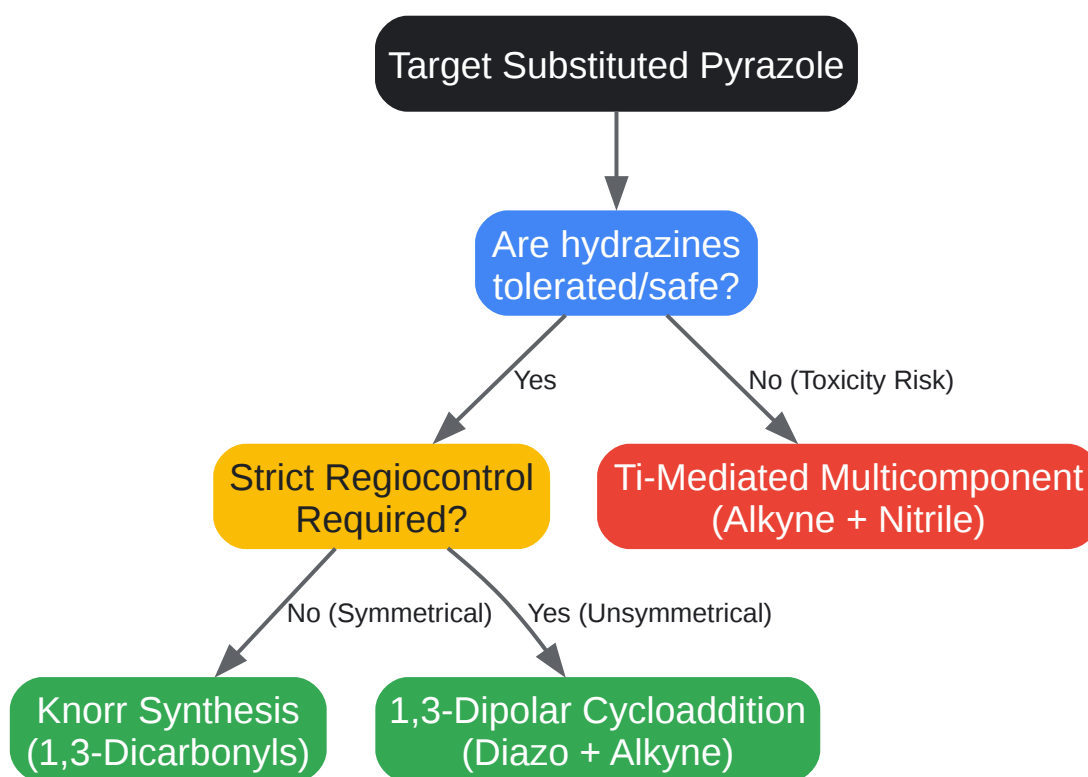 Target Substituted Pyrazole
Are hydrazines
tolerated/safe?
Yes
No (Toxicity Risk)
Strict Regiocontrol
Required?
Ti-Mediated Multicomponent
(Alkyne + Nitrile)
No (Symmetrical)
Yes (Unsymmetrical)
Knorr Synthesis
(1,3-Dicarbonyls)
1,3-Dipolar Cycloaddition
(Diazo + Alkyne)